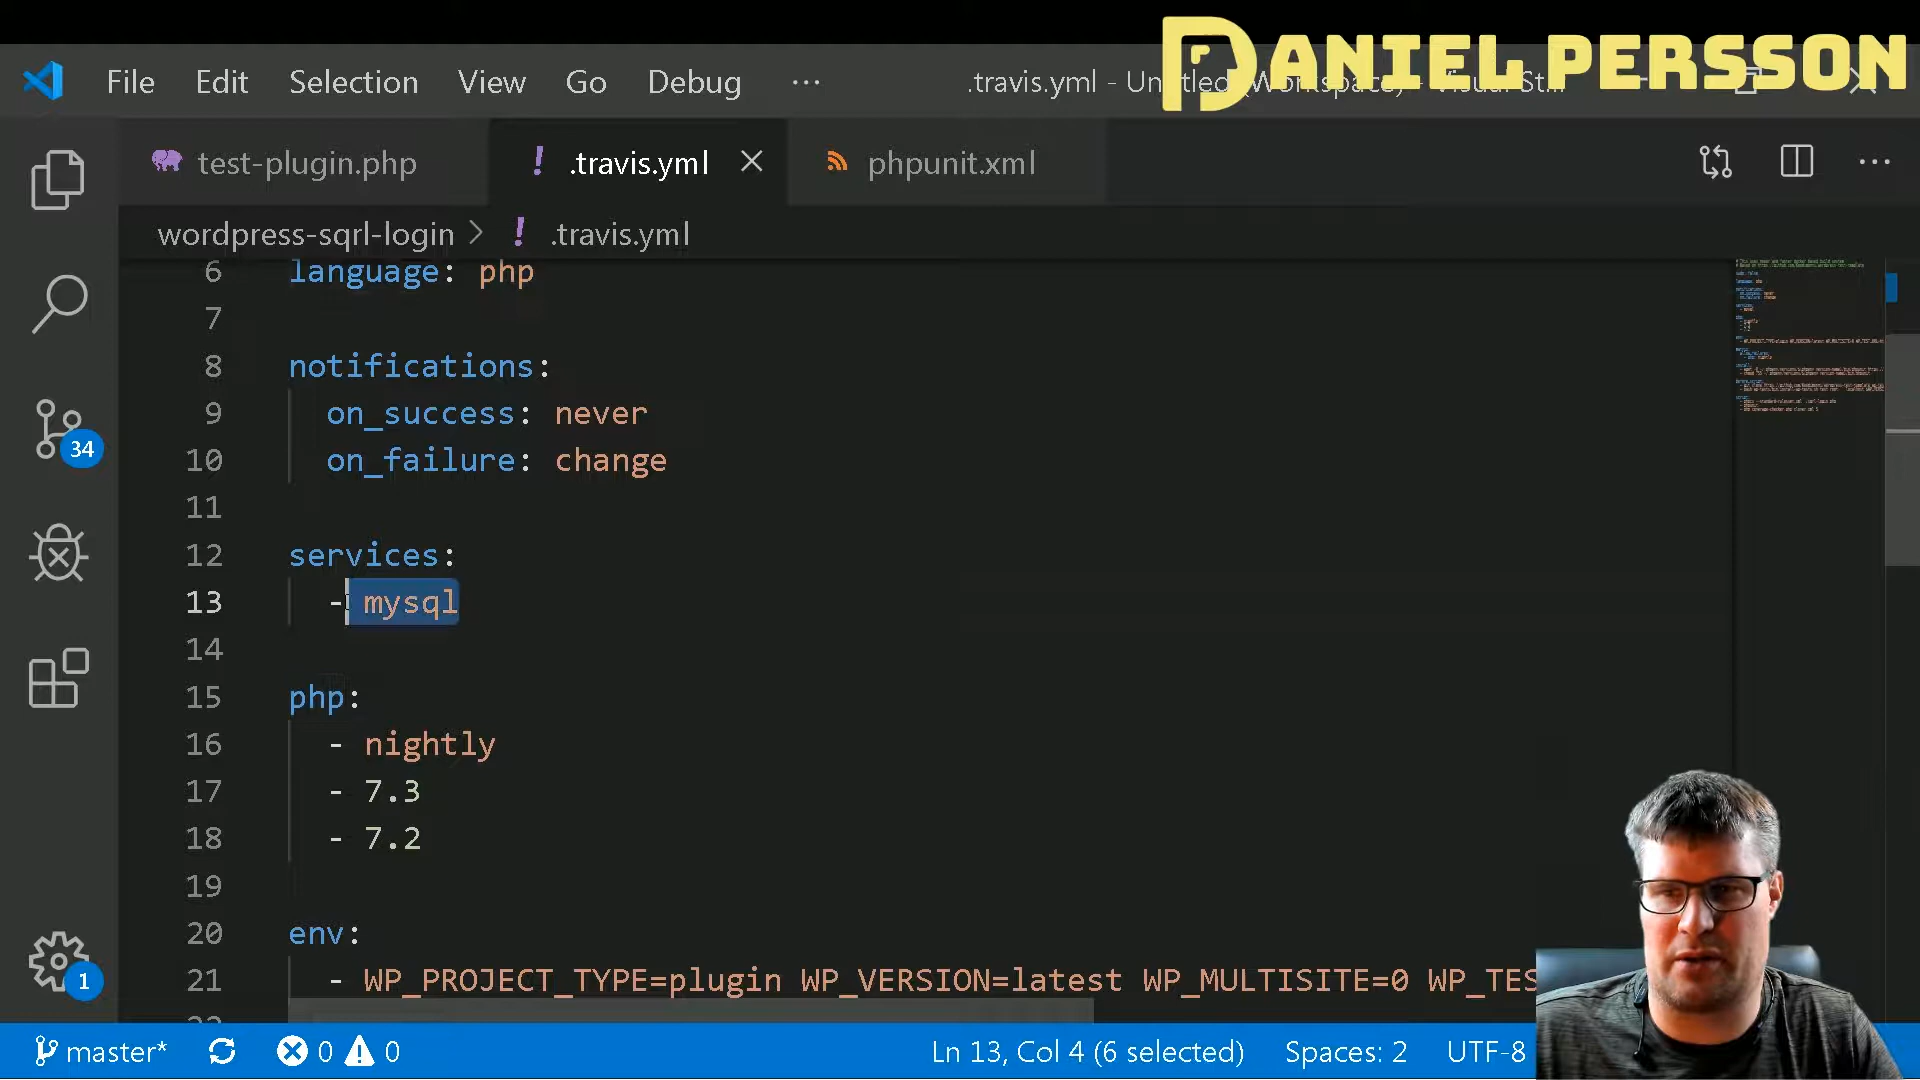 DANIEL PERSSON
File Edit Selection View Go Debug ··· .travis.yml - Untitled (Workspace) - Visual St...
test-plugin.php ! .travis.yml phpunit.xml ···
wordpress-sqrl-login > ! .travis.yml
6 language: php
7
8 notifications:
9 on_success: never
10 on_failure: change
11
12 services:
13 - mysql
14
15 php:
16 - nightly
17 - 7.3
18 - 7.2
19
20 env:
21 - WP_PROJECT_TYPE=plugin WP_VERSION=latest WP_MULTISITE=0 WP_TES
34
1
master* 0 0 Ln 13, Col 4 (6 selected) Spaces: 2 UTF-8